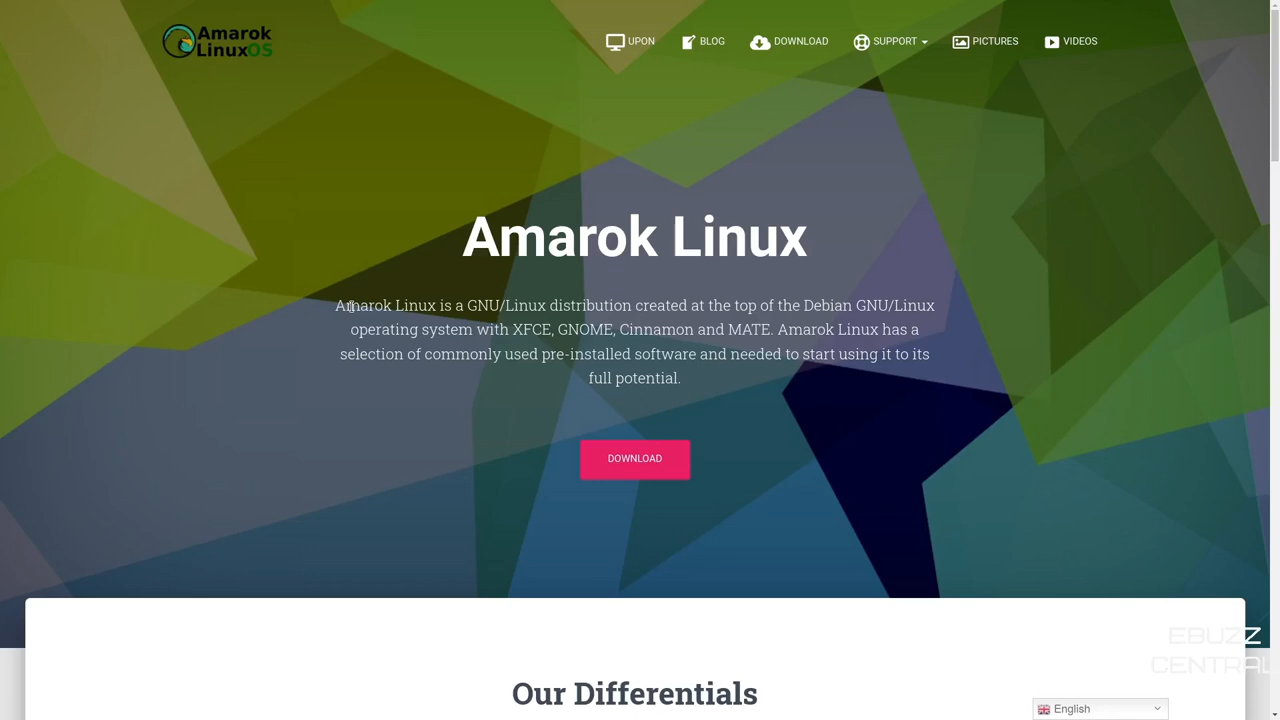 Amarok
LinuxOS
UPON
BLOG
DOWNLOAD
SUPPORT
PICTURES
VIDEOS
Amarok Linux
Amarok Linux is a GNU/Linux distribution created at the top of the Debian GNU/Linux
operating system with XFCE, GNOME, Cinnamon and MATE. Amarok Linux has a
selection of commonly used pre-installed software and needed to start using it to its
full potential.
DOWNLOAD
Our Differentials
EBUZZ
CENTRAL
English